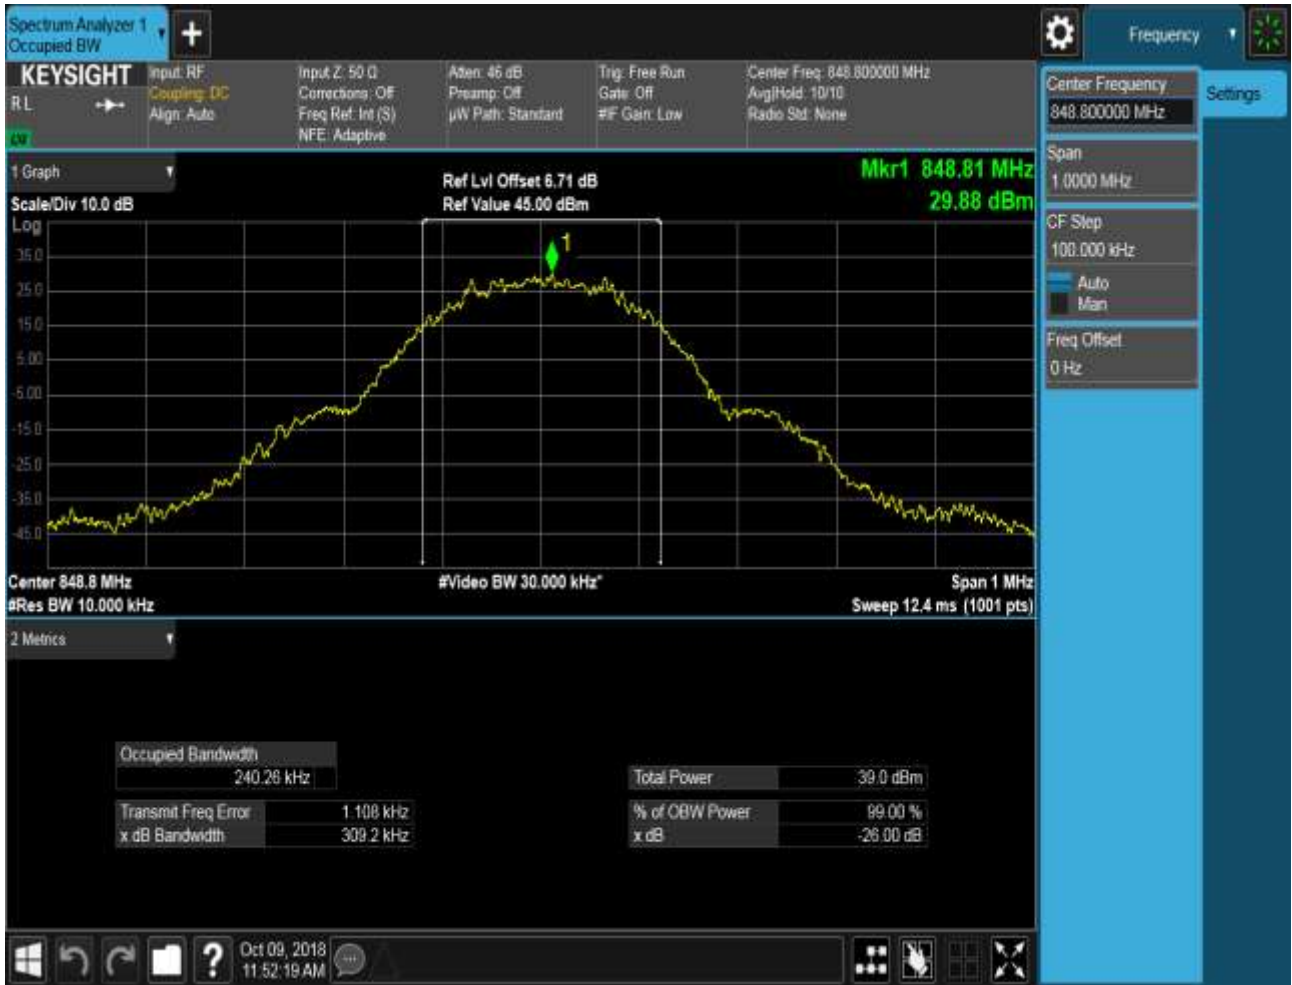 Spectrum Analyzer 1
Occupied BW
Frequency
KEYSIGHT
RL
LW
Input: RF
Coupling: DC
Align: Auto
Input Z: 50 Ω
Corrections: Off
Freq Ref: Int (S)
NFE: Adaptive
Atten: 46 dB
Preamp: Off
µW Path: Standard
Trig: Free Run
Gate: Off
#IF Gain: Low
Center Freq: 848.800000 MHz
Avg|Hold: 10/10
Radio Std: None
Center Frequency
848.800000 MHz
Settings
Span
1.0000 MHz
CF Step
100.000 kHz
Auto
Man
Freq Offset
0 Hz
1 Graph
Scale/Div 10.0 dB
Ref Lvl Offset 6.71 dB
Ref Value 45.00 dBm
Mkr1 848.81 MHz
29.88 dBm
Log
35.0
25.0
15.0
5.00
-5.00
-15.0
-25.0
-35.0
-45.0
1
Center 848.8 MHz
#Res BW 10.000 kHz
#Video BW 30.000 kHz*
Span 1 MHz
Sweep 12.4 ms (1001 pts)
2 Metrics
Occupied Bandwidth
240.26 kHz
Transmit Freq Error 1.108 kHz
x dB Bandwidth 309.2 kHz
Total Power 39.0 dBm
% of OBW Power 99.00 %
x dB -26.00 dB
?
Oct 09, 2018
11:52:19 AM